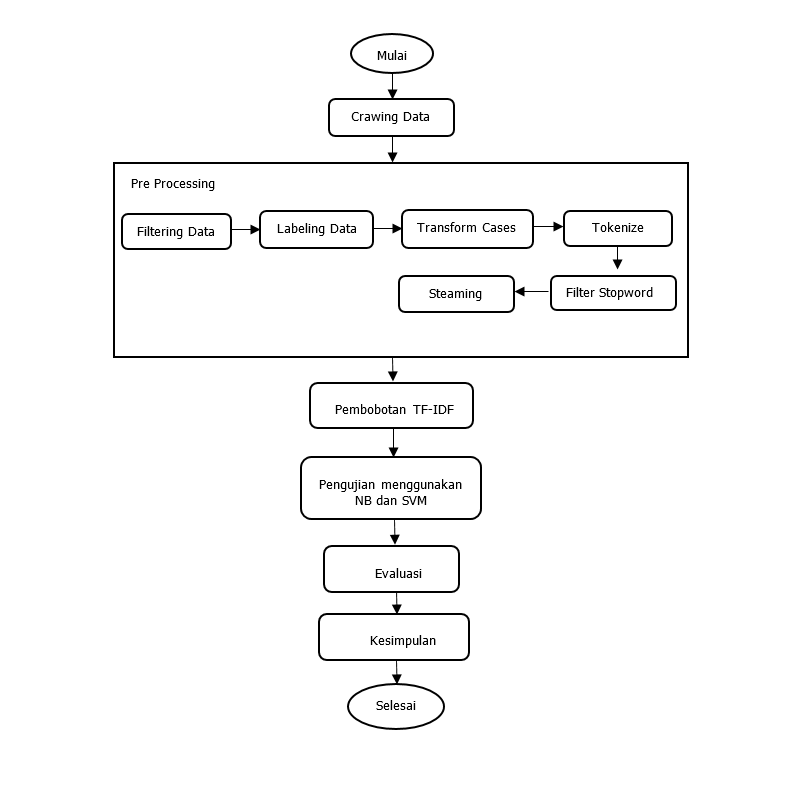 Mulai
Crawing Data
Pre Processing
Filtering Data
Labeling Data
Transform Cases
Tokenize
Filter Stopword
Steaming
Pembobotan TF-IDF
Pengujian menggunakan
NB dan SVM
Evaluasi
Kesimpulan
Selesai